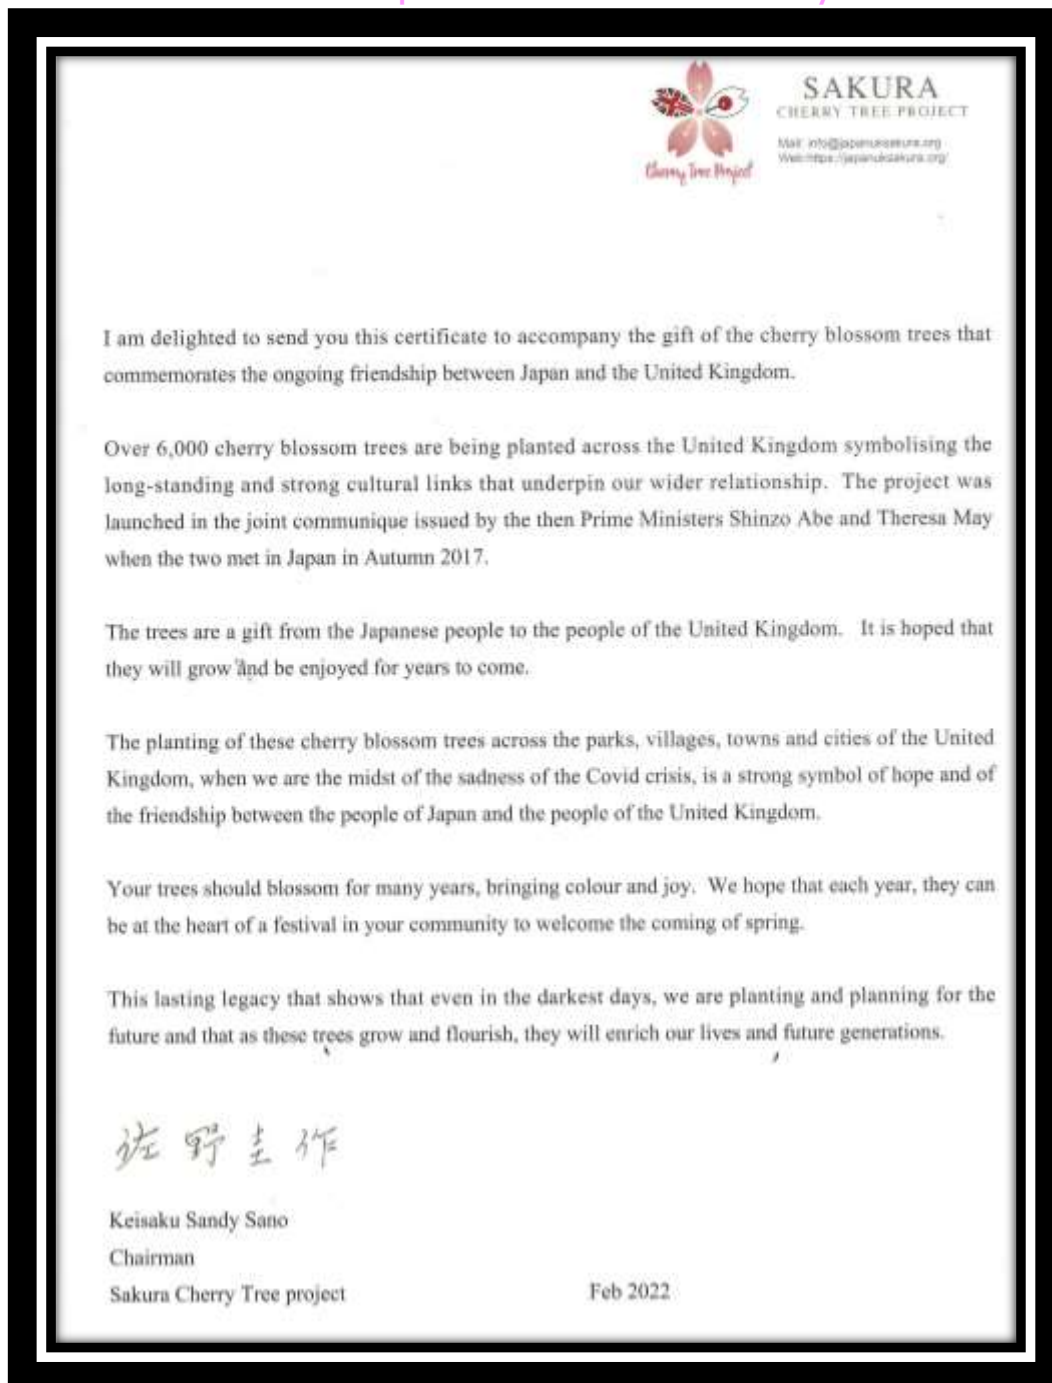 SAKURA
CHERRY TREE PROJECT
Mail: info@japanuksakura.org
Web:https://japanuksakura.org/
Cherry Tree Project
I am delighted to send you this certificate to accompany the gift of the cherry blossom trees that
commemorates the ongoing friendship between Japan and the United Kingdom.
Over 6,000 cherry blossom trees are being planted across the United Kingdom symbolising the
long-standing and strong cultural links that underpin our wider relationship. The project was
launched in the joint communique issued by the then Prime Ministers Shinzo Abe and Theresa May
when the two met in Japan in Autumn 2017.
The trees are a gift from the Japanese people to the people of the United Kingdom. It is hoped that
they will grow and be enjoyed for years to come.
The planting of these cherry blossom trees across the parks, villages, towns and cities of the United
Kingdom, when we are the midst of the sadness of the Covid crisis, is a strong symbol of hope and of
the friendship between the people of Japan and the people of the United Kingdom.
Your trees should blossom for many years, bringing colour and joy. We hope that each year, they can
be at the heart of a festival in your community to welcome the coming of spring.
This lasting legacy that shows that even in the darkest days, we are planting and planning for the
future and that as these trees grow and flourish, they will enrich our lives and future generations.
佐野圭作
Keisaku Sandy Sano
Chairman
Sakura Cherry Tree project Feb 2022